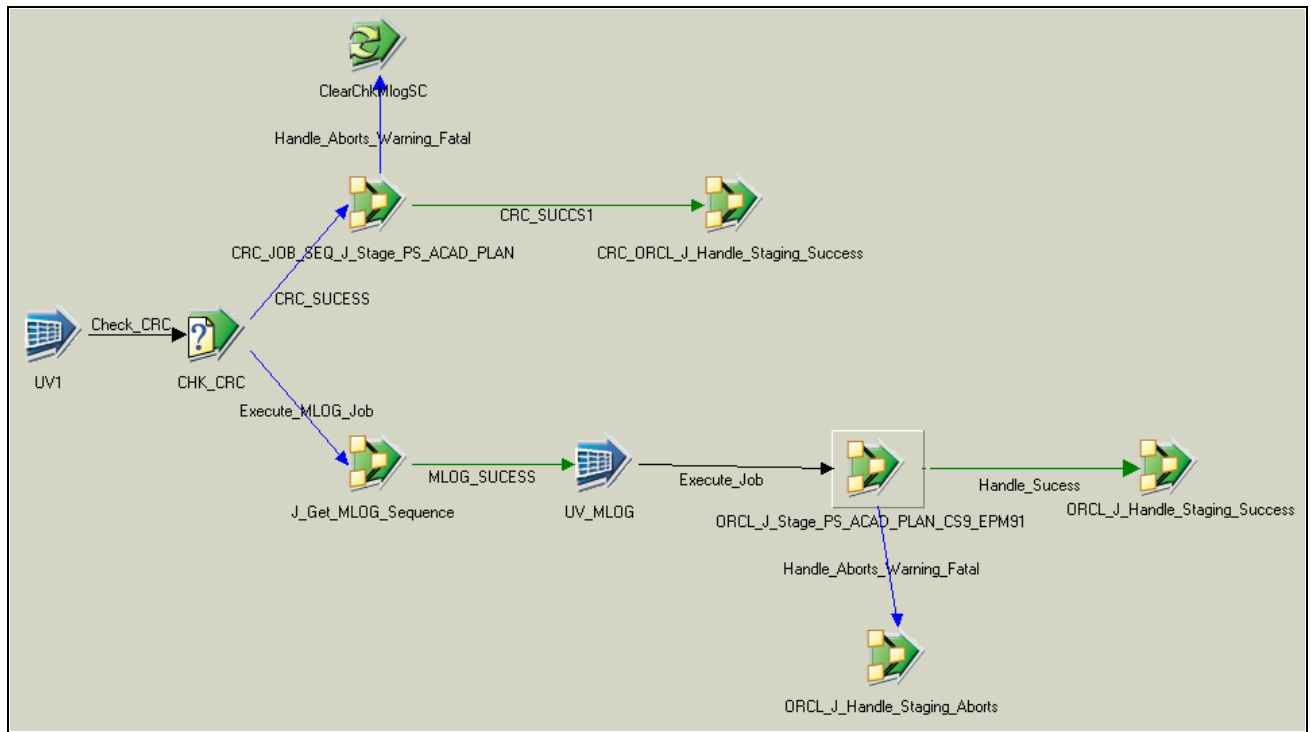 ClearChkMlogSC
Handle_Aborts_Warning_Fatal
CRC_SUCCS1
CRC_JOB_SEQ_J_Stage_PS_ACAD_PLAN
CRC_ORCL_J_Handle_Staging_Success
CRC_SUCESS
Check_CRC
UV1
CHK_CRC
Execute_MLOG_Job
MLOG_SUCESS
Execute_Job
Handle_Sucess
J_Get_MLOG_Sequence
UV_MLOG
ORCL_J_Stage_PS_ACAD_PLAN_CS9_EPM91
ORCL_J_Handle_Staging_Success
Handle_Aborts_Warning_Fatal
ORCL_J_Handle_Staging_Aborts